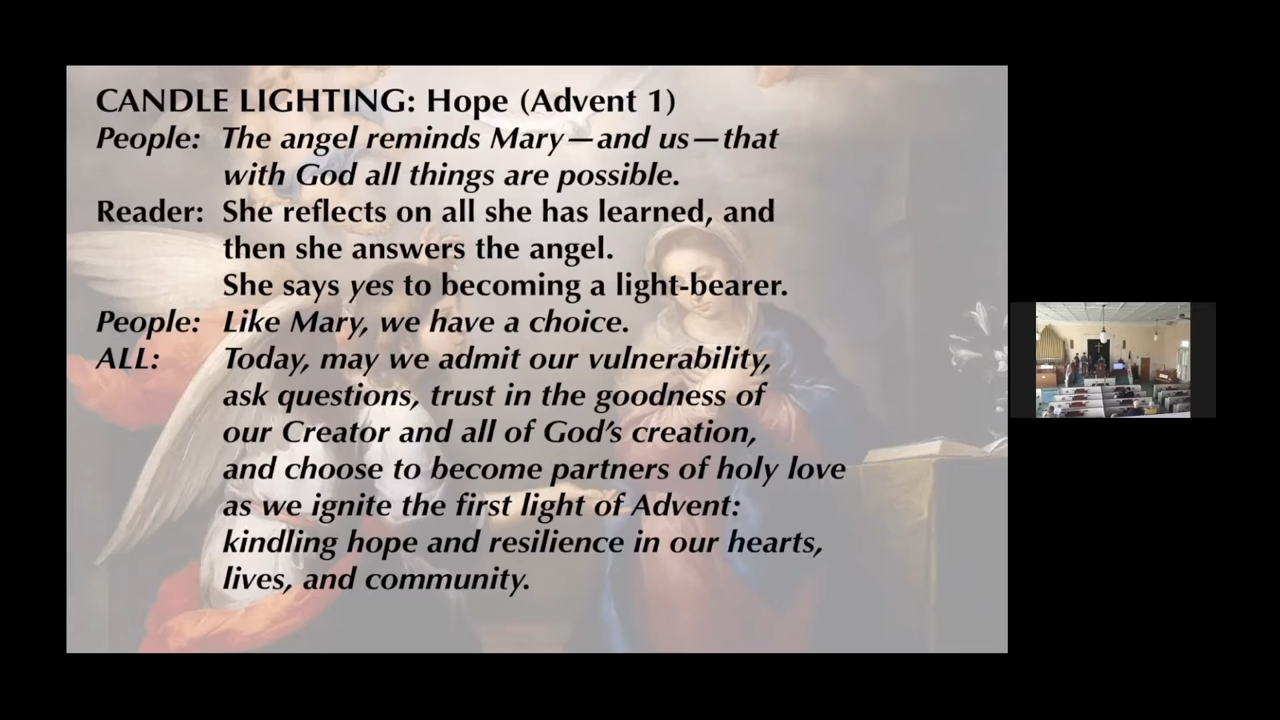 CANDLE LIGHTING: Hope (Advent 1)
People: The angel reminds Mary—and us—that
with God all things are possible.
Reader: She reflects on all she has learned, and
then she answers the angel.
She says yes to becoming a light-bearer.
People: Like Mary, we have a choice.
ALL: Today, may we admit our vulnerability,
ask questions, trust in the goodness of
our Creator and all of God’s creation,
and choose to become partners of holy love
as we ignite the first light of Advent:
kindling hope and resilience in our hearts,
lives, and community.